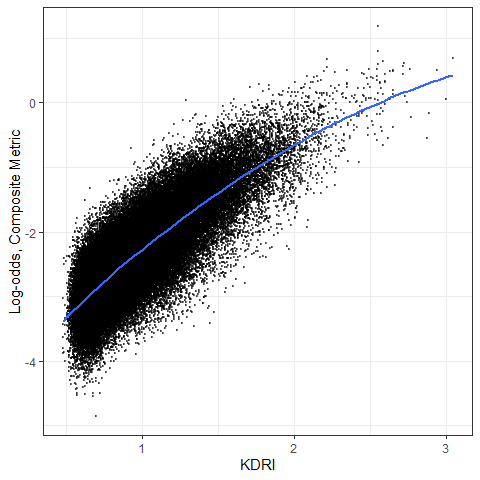 Log-odds, Composite Metric
0
-2
-4
1 2 3
KDRI